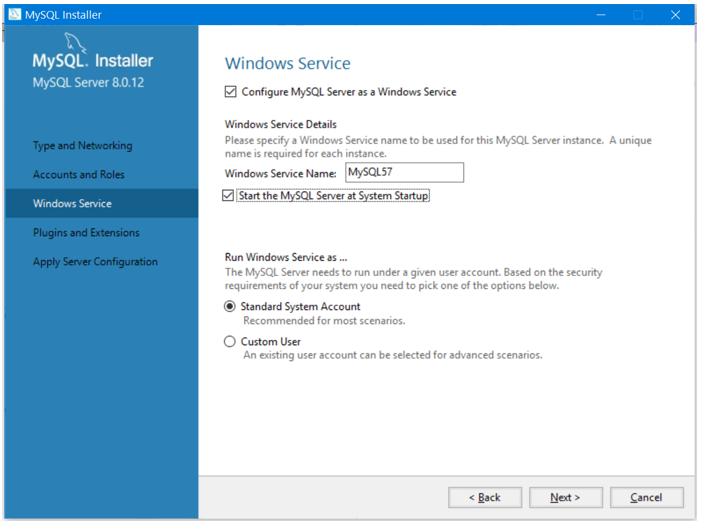 MySQL Installer
MySQL. Installer
MySQL Server 8.0.12
Type and Networking
Accounts and Roles
Windows Service
Plugins and Extensions
Apply Server Configuration
Windows Service
Configure MySQL Server as a Windows Service
Windows Service Details
Please specify a Windows Service name to be used for this MySQL Server instance. A unique
name is required for each instance.
Windows Service Name: MySQL57
Start the MySQL Server at System Startup
Run Windows Service as ...
The MySQL Server needs to run under a given user account. Based on the security
requirements of your system you need to pick one of the options below.
Standard System Account
Recommended for most scenarios.
Custom User
An existing user account can be selected for advanced scenarios.
< Back Next > Cancel